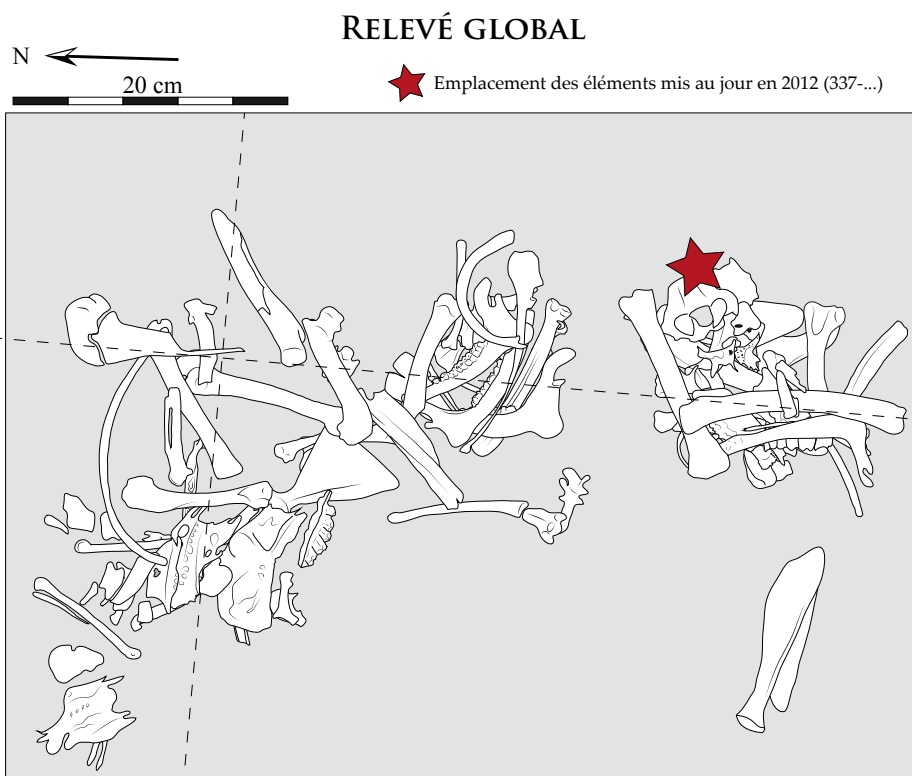 RELEVÉ GLOBAL
N
20 cm
Emplacement des éléments mis au jour en 2012 (337-...)